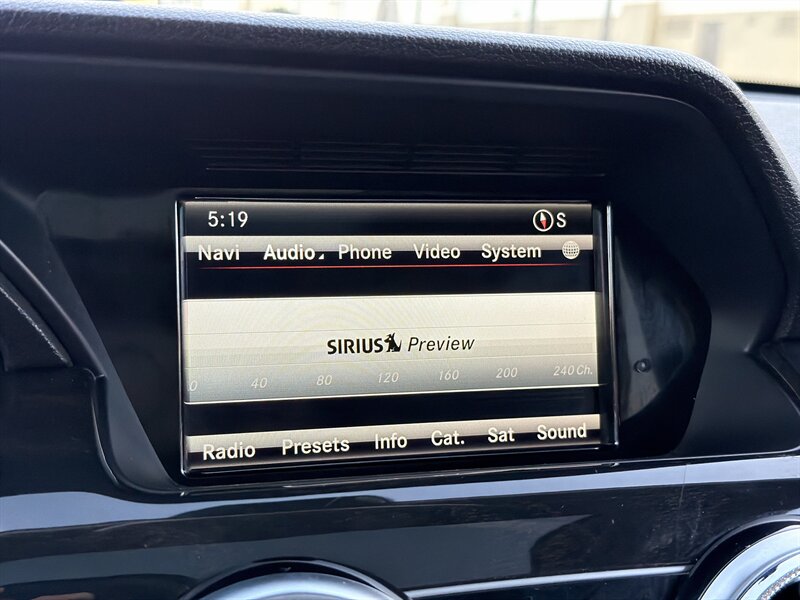 5:19 S
Navi Audio Phone Video System
SIRIUS Preview
0 40 80 120 160 200 240 Ch.
Radio Presets Info Cat. Sat Sound